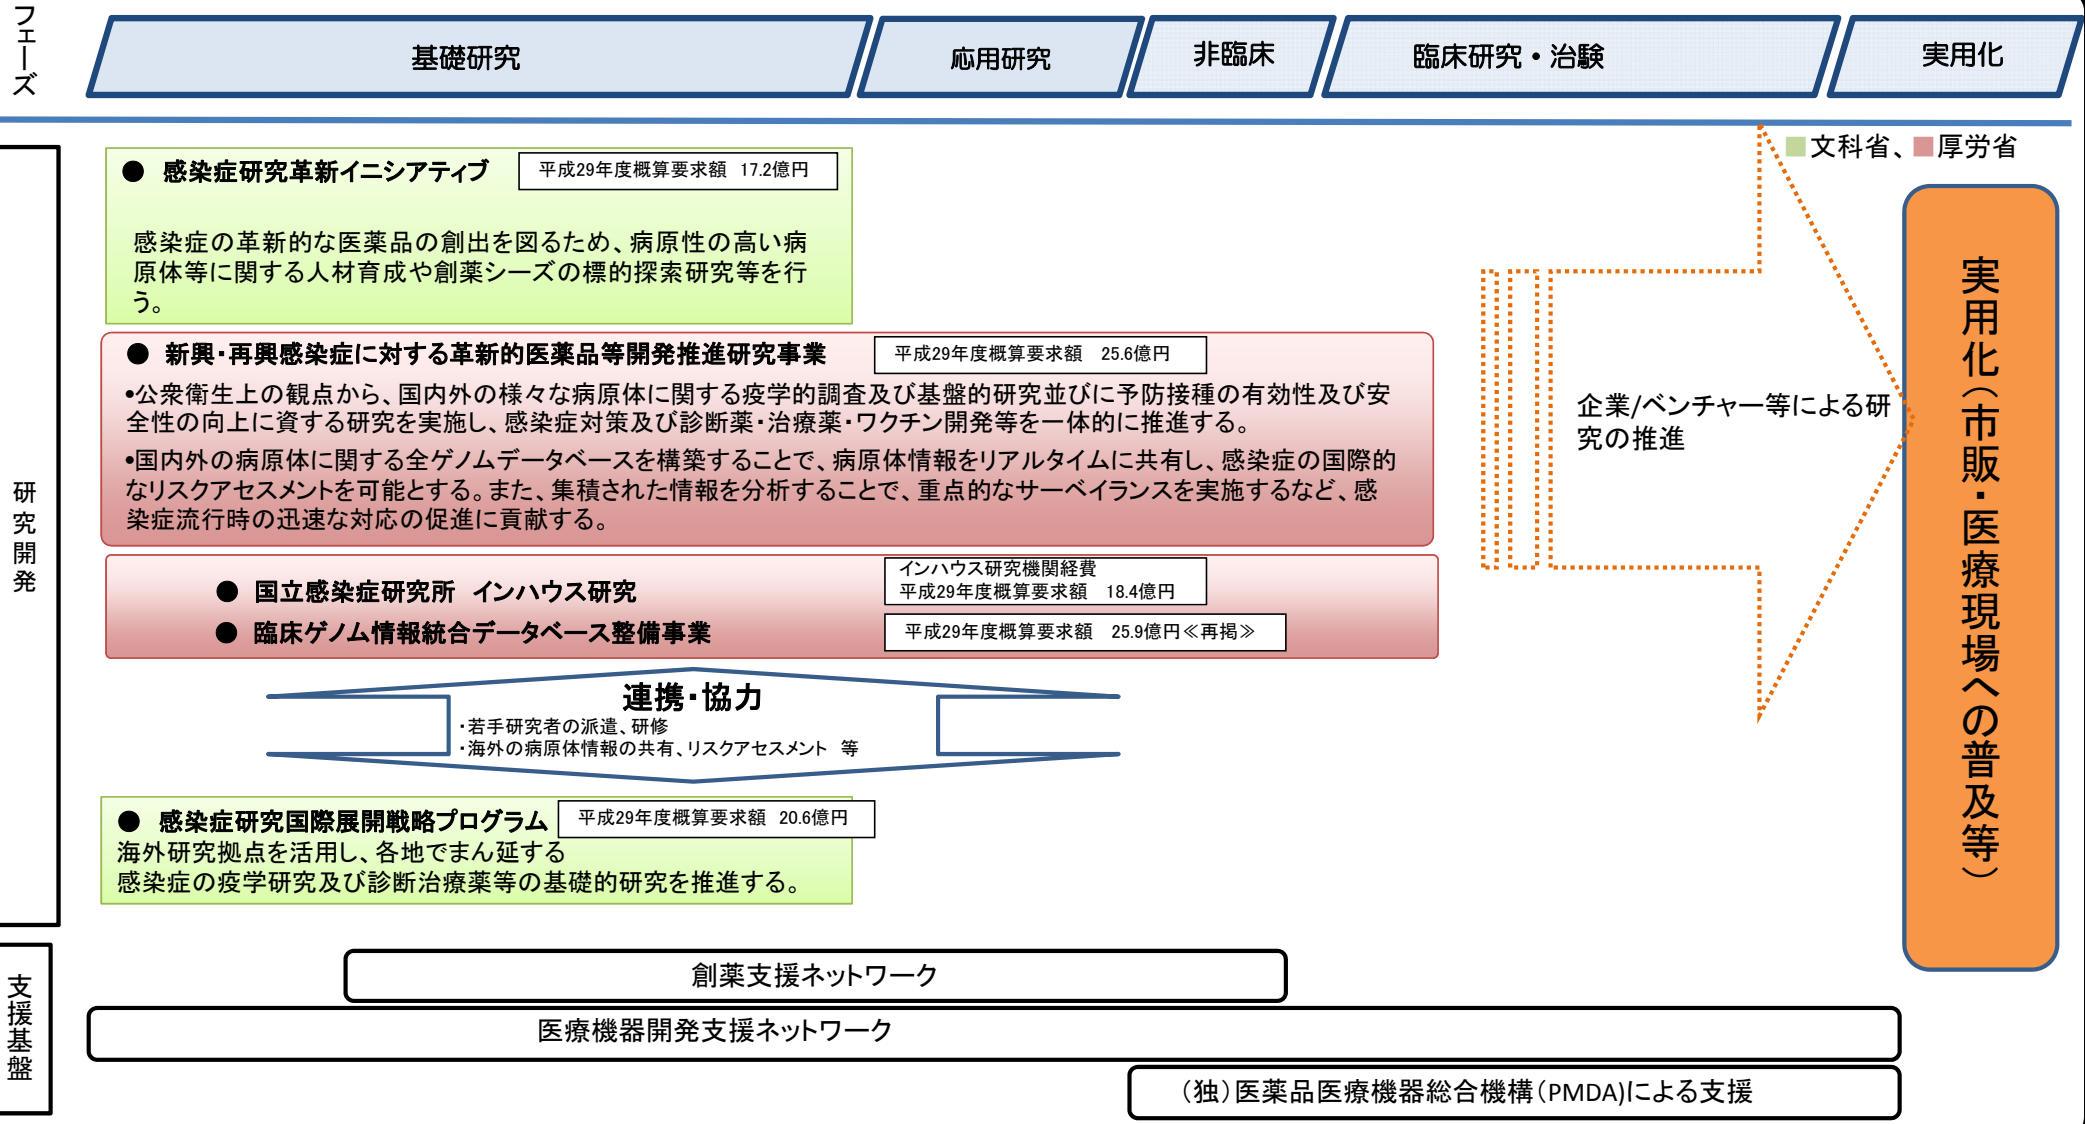 フェーズ
基礎研究
応用研究
非臨床
臨床研究・治験
実用化
■文科省、■厚労省
研究開発
● 感染症研究革新イニシアティブ
平成29年度概算要求額 17.2億円
感染症の革新的な医薬品の創出を図るため、病原性の高い病
原体等に関する人材育成や創薬シーズの標的探索研究等を行
う。
● 新興・再興感染症に対する革新的医薬品等開発推進研究事業
平成29年度概算要求額 25.6億円
•公衆衛生上の観点から、国内外の様々な病原体に関する疫学的調査及び基盤的研究並びに予防接種の有効性及び安
全性の向上に資する研究を実施し、感染症対策及び診断薬・治療薬・ワクチン開発等を一体的に推進する。
•国内外の病原体に関する全ゲノムデータベースを構築することで、病原体情報をリアルタイムに共有し、感染症の国際的
なリスクアセスメントを可能とする。また、集積された情報を分析することで、重点的なサーベイランスを実施するなど、感
染症流行時の迅速な対応の促進に貢献する。
● 国立感染症研究所 インハウス研究
インハウス研究機関経費
平成29年度概算要求額 18.4億円
● 臨床ゲノム情報統合データベース整備事業
平成29年度概算要求額 25.9億円≪再掲≫
連携・協力
・若手研究者の派遣、研修
・海外の病原体情報の共有、リスクアセスメント 等
● 感染症研究国際展開戦略プログラム
平成29年度概算要求額 20.6億円
海外研究拠点を活用し、各地でまん延する
感染症の疫学研究及び診断治療薬等の基礎的研究を推進する。
企業/ベンチャー等による研
究の推進
実用化(市販・医療現場への普及等)
支援基盤
創薬支援ネットワーク
医療機器開発支援ネットワーク
(独)医薬品医療機器総合機構(PMDA)による支援